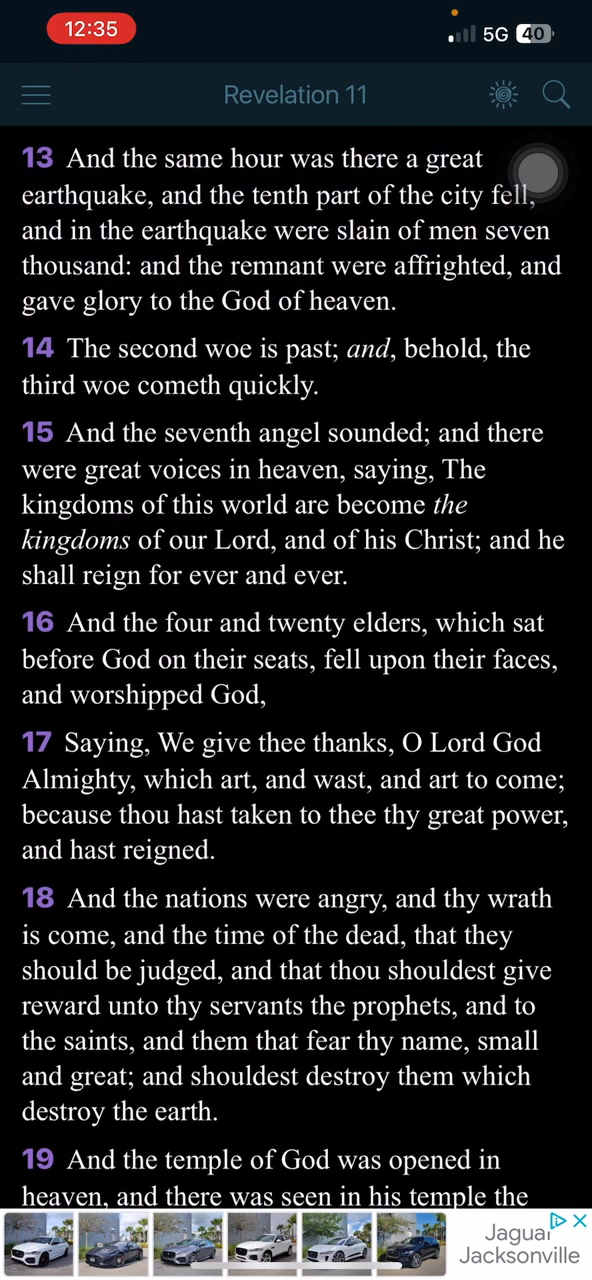 12:35
5G 40
Revelation 11
13 And the same hour was there a great
earthquake, and the tenth part of the city fell,
and in the earthquake were slain of men seven
thousand: and the remnant were affrighted, and
gave glory to the God of heaven.
14 The second woe is past; and, behold, the
third woe cometh quickly.
15 And the seventh angel sounded; and there
were great voices in heaven, saying, The
kingdoms of this world are become the
kingdoms of our Lord, and of his Christ; and he
shall reign for ever and ever.
16 And the four and twenty elders, which sat
before God on their seats, fell upon their faces,
and worshipped God,
17 Saying, We give thee thanks, O Lord God
Almighty, which art, and wast, and art to come;
because thou hast taken to thee thy great power,
and hast reigned.
18 And the nations were angry, and thy wrath
is come, and the time of the dead, that they
should be judged, and that thou shouldest give
reward unto thy servants the prophets, and to
the saints, and them that fear thy name, small
and great; and shouldest destroy them which
destroy the earth.
19 And the temple of God was opened in
heaven, and there was seen in his temple the
Jaguar
Jacksonville